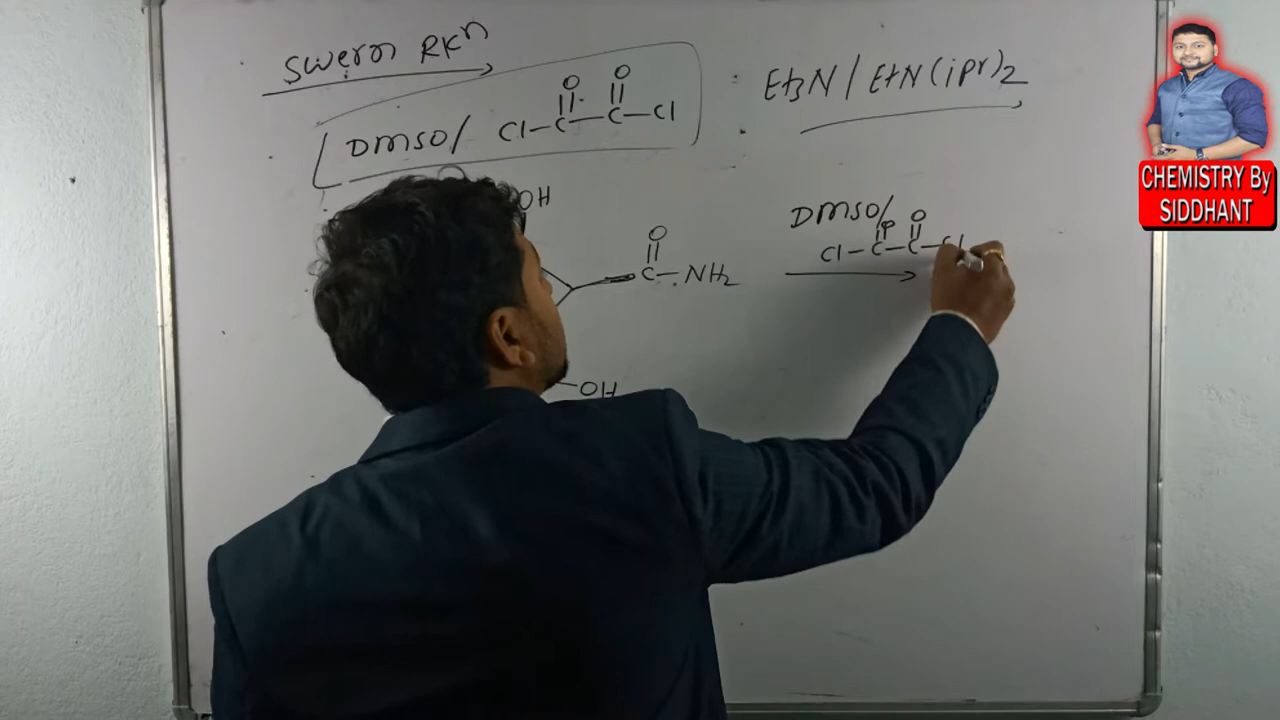 Swern RKn
DMSO/ Cl-C-C-Cl : Et3N/EtN(ipr)2
O O
OH
O
C-NH2
DMSO/
O O
Cl-C-C-Cl
OH
CHEMISTRY By
SIDDHANT